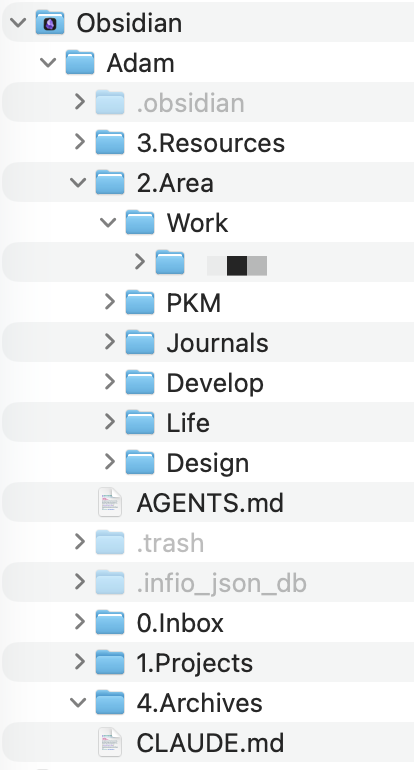 Obsidian
Adam
.obsidian
3.Resources
2.Area
Work
PKM
Journals
Develop
Life
Design
AGENTS.md
.trash
.infio_json_db
0.Inbox
1.Projects
4.Archives
CLAUDE.md